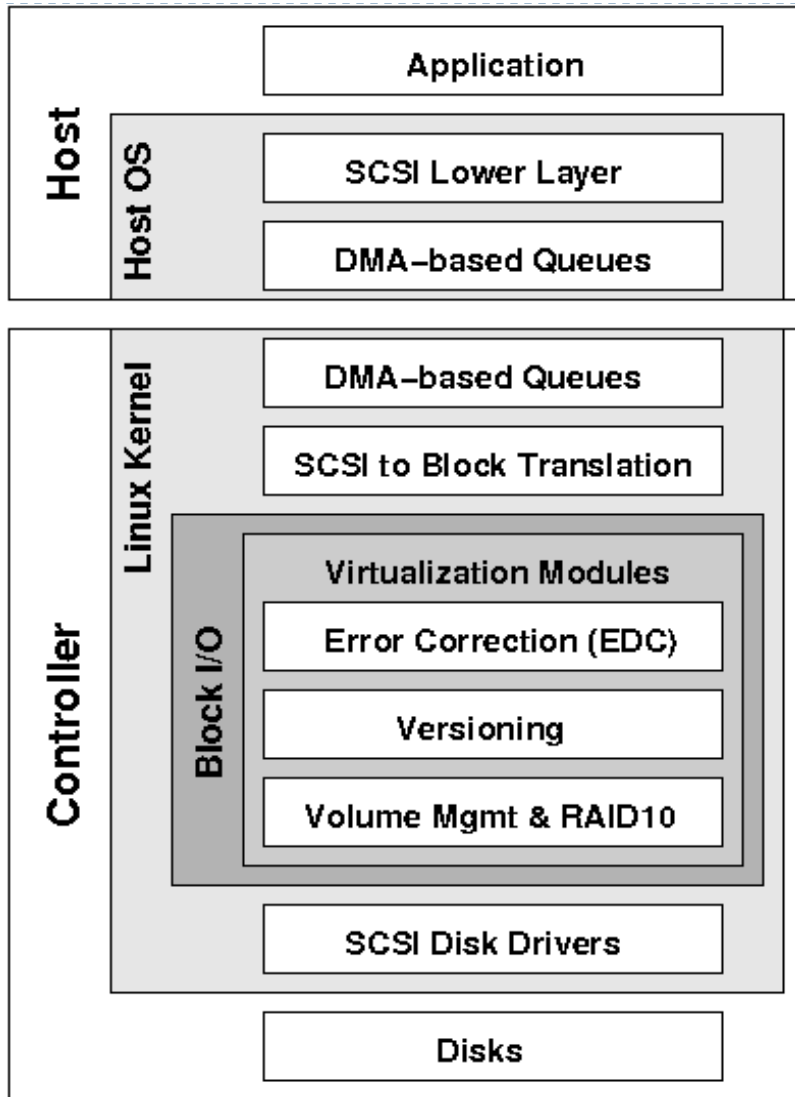 Host
Application
Host OS
SCSI Lower Layer
DMA-based Queues
Controller
Linux Kernel
DMA-based Queues
SCSI to Block Translation
Block I/O
Virtualization Modules
Error Correction (EDC)
Versioning
Volume Mgmt & RAID10
SCSI Disk Drivers
Disks